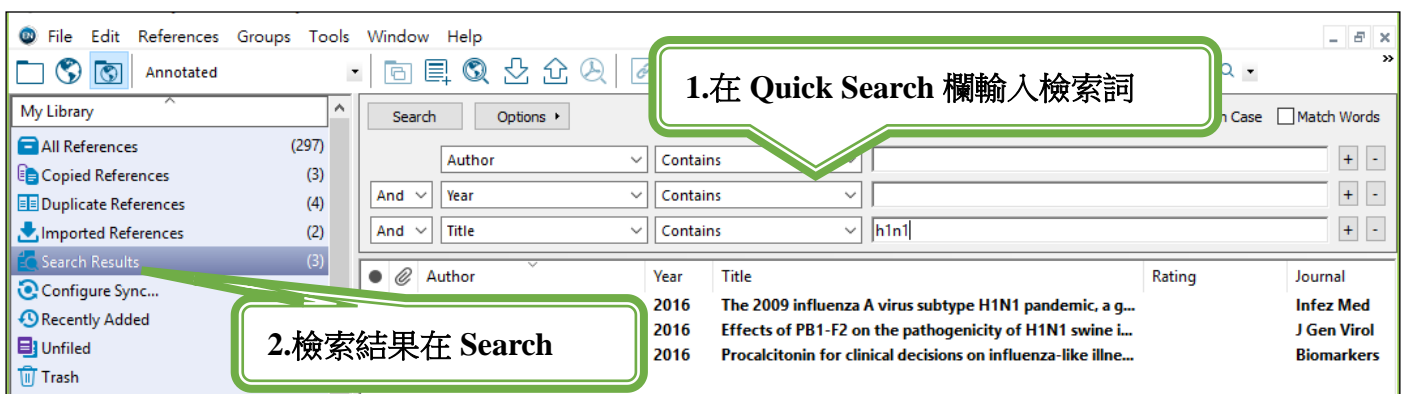 EN File Edit References Groups Tools Window Help
Annotated
1.在 Quick Search 欄輸入檢索詞
My Library
Search Options Case Match Words
All References (297)
Author Contains + -
Copied References (3)
And Year Contains + -
Duplicate References (4)
And Title Contains h1n1 + -
Imported References (2)
Search Results (3)
Author Year Title Rating Journal
Configure Sync...
2016 The 2009 influenza A virus subtype H1N1 pandemic, a g... Infez Med
Recently Added
2016 Effects of PB1-F2 on the pathogenicity of H1N1 swine i... J Gen Virol
2.檢索結果在 Search
Unfiled
2016 Procalcitonin for clinical decisions on influenza-like illne... Biomarkers
Trash